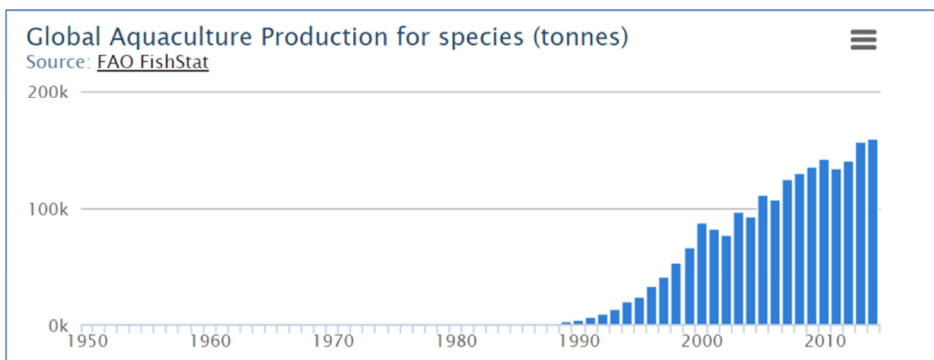 Global Aquaculture Production for species (tonnes)
Source: FAO FishStat
200k
100k
0k
1950 1960 1970 1980 1990 2000 2010